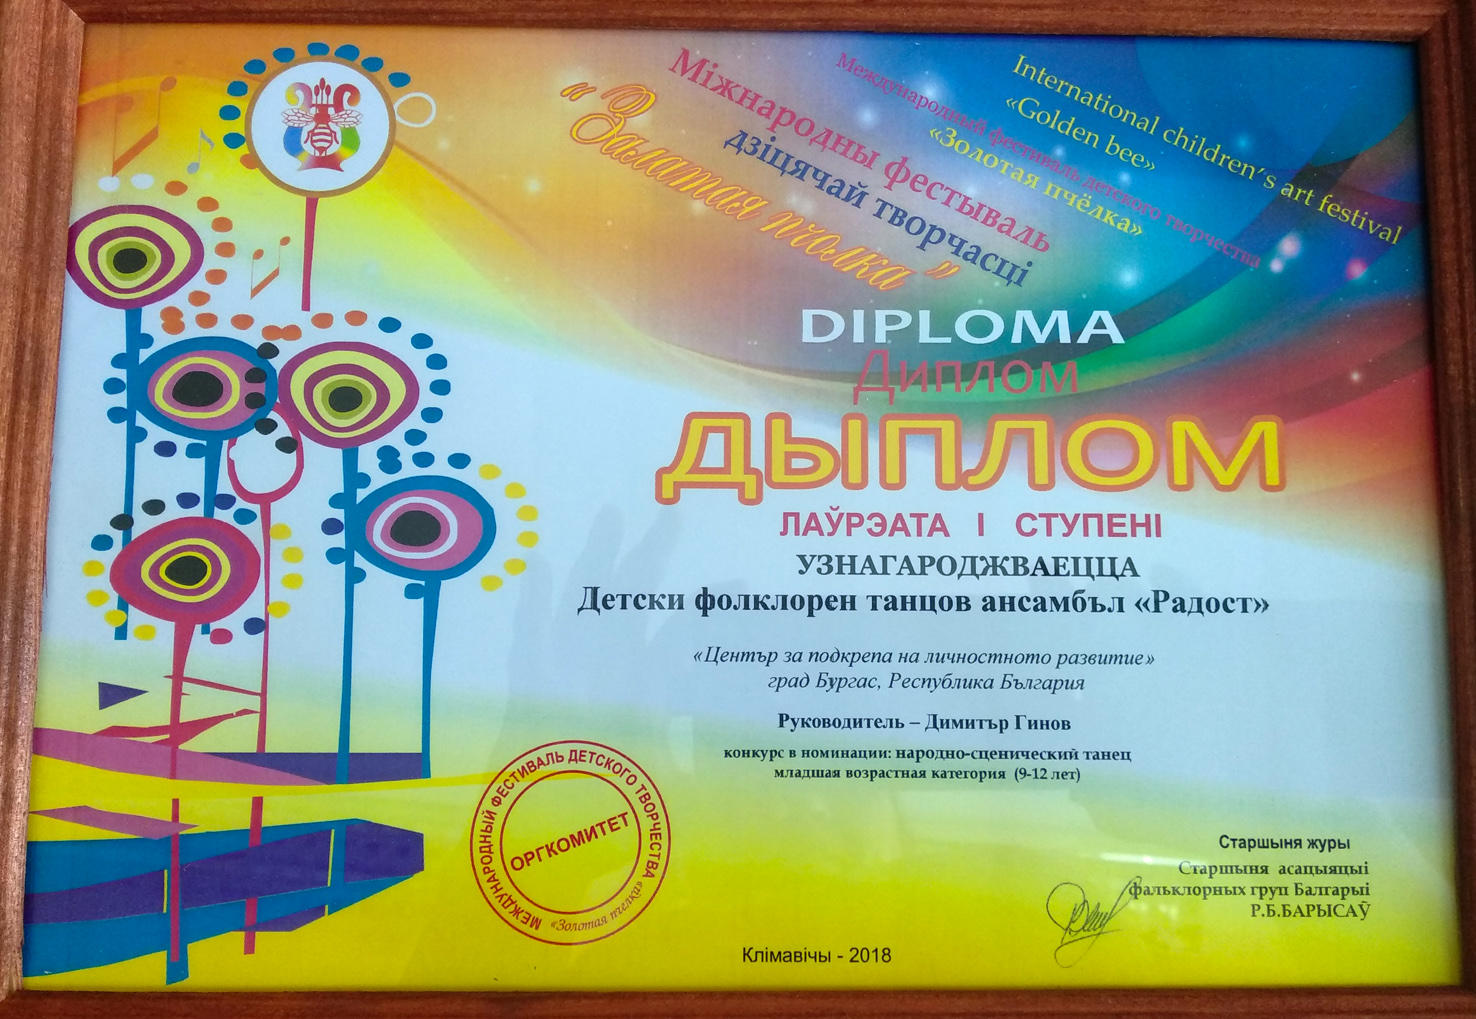 Міжнародны фестываль
дзіцячай творчасці
“Залатая пчолка”
Международный фестиваль детского творчества
«Золотая пчёлка»
International children’s art festival
«Golden bee»
DIPLOMA
Диплом
ДЫПЛОМ
ЛАЎРЭАТА I СТУПЕНІ
УЗНАГАРОДЖВАЕЦЦА
Детски фолклорен танцов ансамбъл «Радост»
«Център за подкрепа на личностното развитие»
град Бургас, Република България
Руководитель – Димитър Гинов
конкурс в номинации: народно-сценический танец
младшая возрастная категория (9-12 лет)
МЕЖДУНАРОДНЫЙ ФЕСТИВАЛЬ ДЕТСКОГО ТВОРЧЕСТВА
«Золотая пчелка»
ОРГКОМИТЕТ
Старшыня журы
Старшыня асацыяцыі
фальклорных груп Балгарыі
Р.Б.БАРЫСАЎ
Клімавічы - 2018